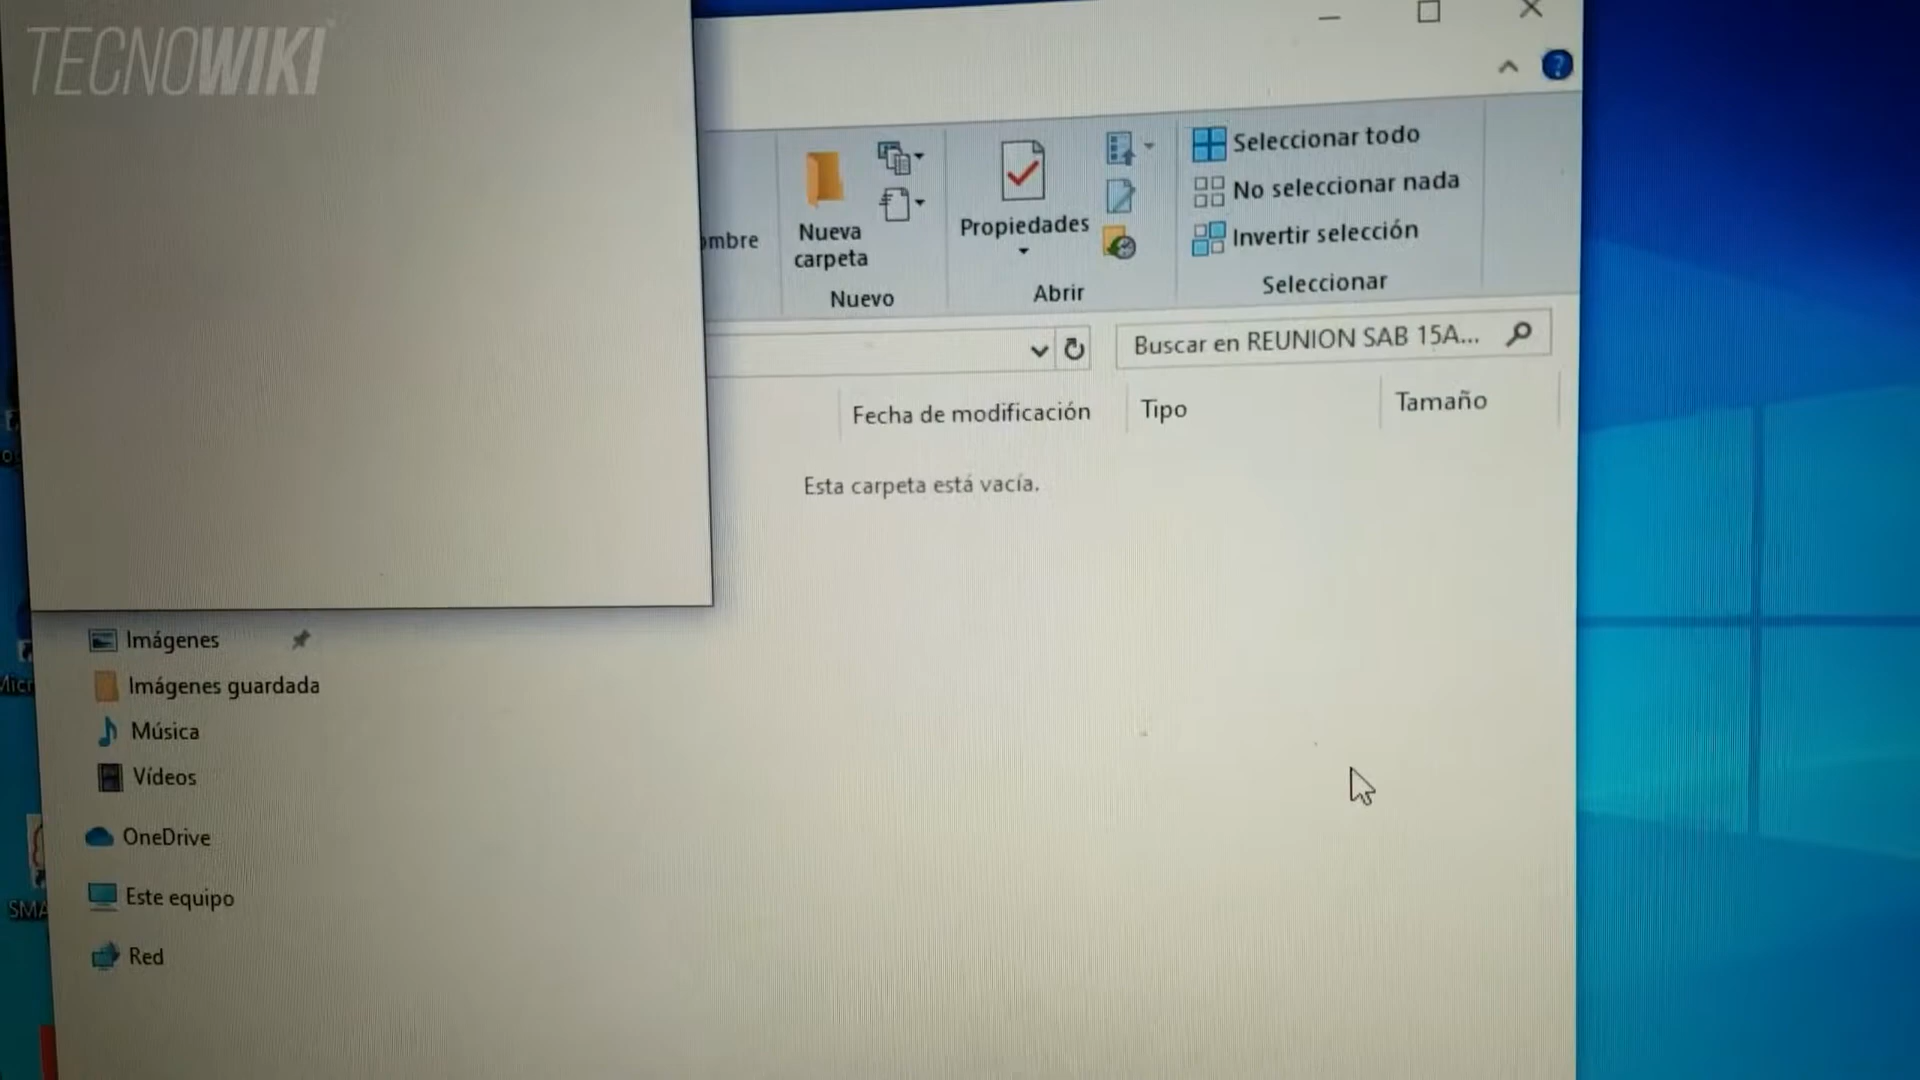 TECNOWIKI
Seleccionar todo
No seleccionar nada
Invertir selección
Seleccionar
Nueva
carpeta
Nuevo
Propiedades
Abrir
Buscar en REUNION SAB 15A...
Fecha de modificación
Tipo
Tamaño
Esta carpeta está vacía.
Imágenes
Imágenes guardada
Música
Vídeos
OneDrive
Este equipo
Red